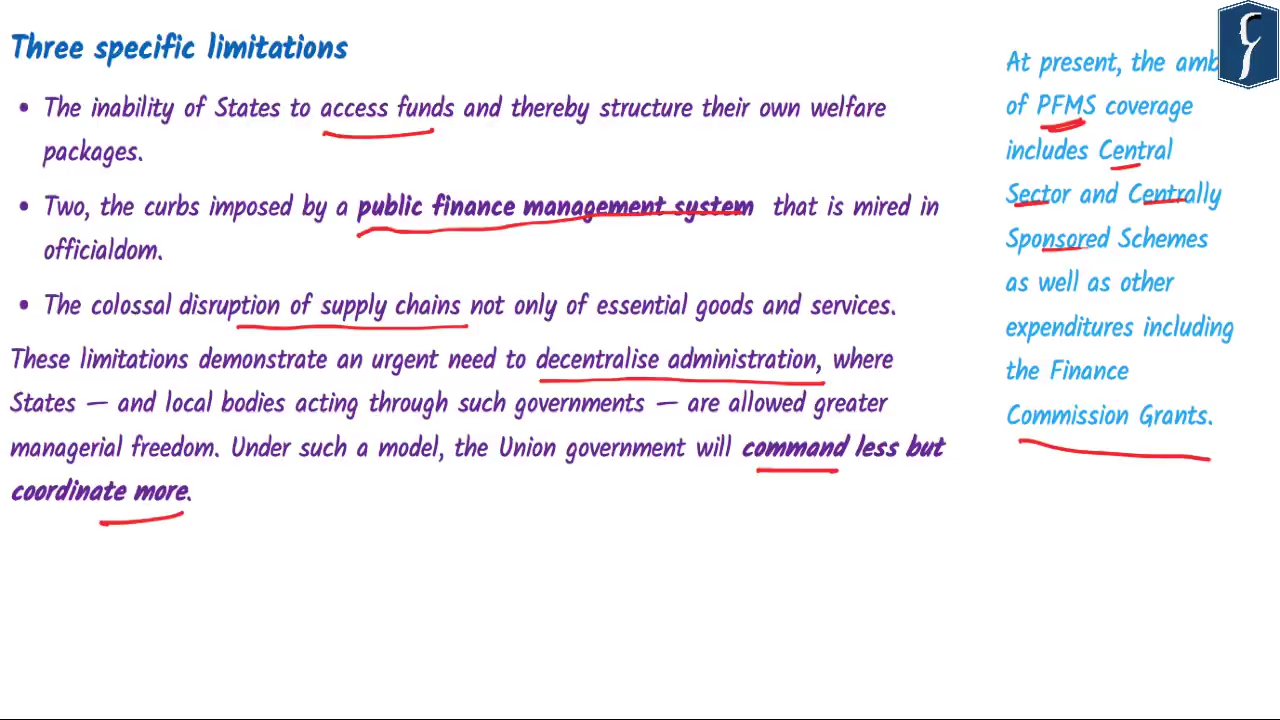 Three specific limitations
• The inability of States to access funds and thereby structure their own welfare
packages.
• Two, the curbs imposed by a public finance management system that is mired in
officialdom.
• The colossal disruption of supply chains not only of essential goods and services.
These limitations demonstrate an urgent need to decentralise administration, where
States — and local bodies acting through such governments — are allowed greater
managerial freedom. Under such a model, the Union government will command less but
coordinate more.
At present, the
of PFMS coverage
includes Central
Sector and Centrally
Sponsored Schemes
as well as other
expenditures including
the Finance
Commission Grants.